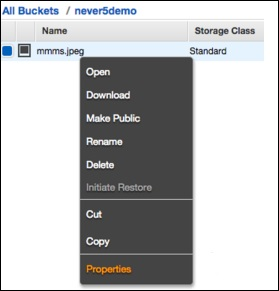 All Buckets / never5demo
Name Storage Class
mmms.jpeg Standard
Open
Download
Make Public
Rename
Delete
Initiate Restore
Cut
Copy
Properties